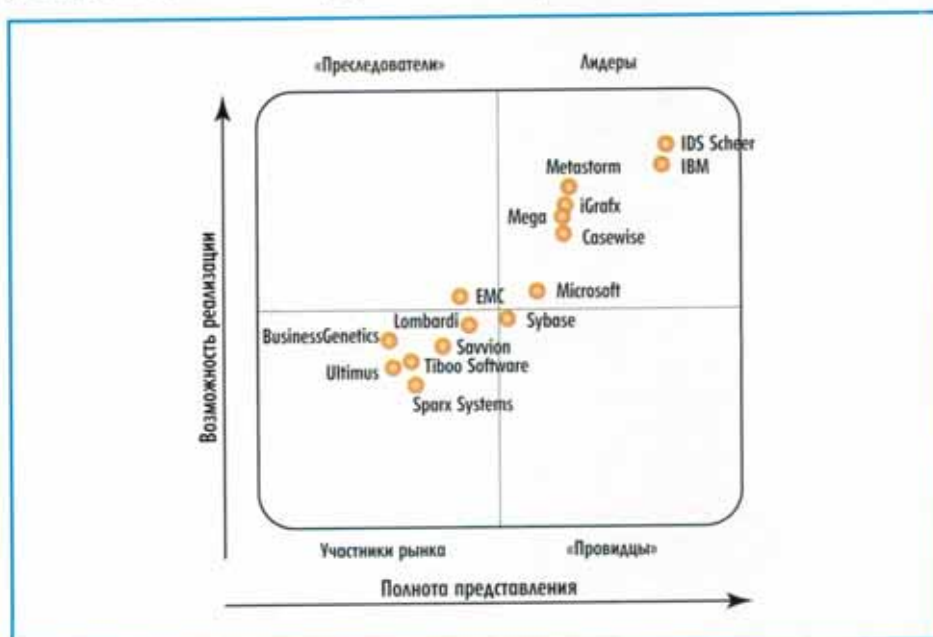 «Преследователи» Лидеры
IDS Scheer
IBM
Metastorm
iGrafx
Mega
Casewise
Microsoft
EMC
Sybase
Lombardi
BusinessGenetics
Savvion
Tiboo Software
Ultimus
Sparx Systems
Возможность реализации
Участники рынка «Провидцы»
Полнота представления